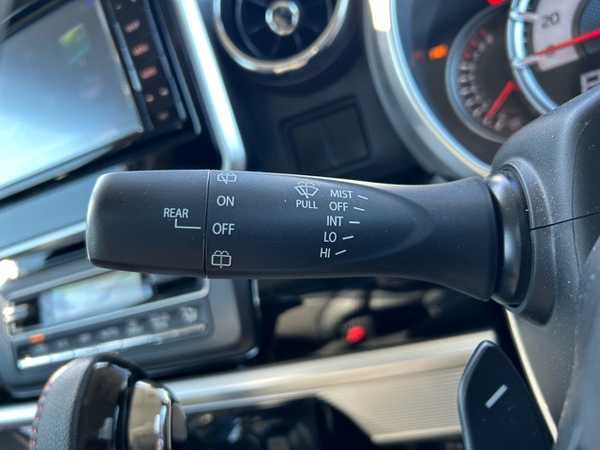 REAR
ON
OFF
PULL
MIST
OFF
INT
LO
HI
20